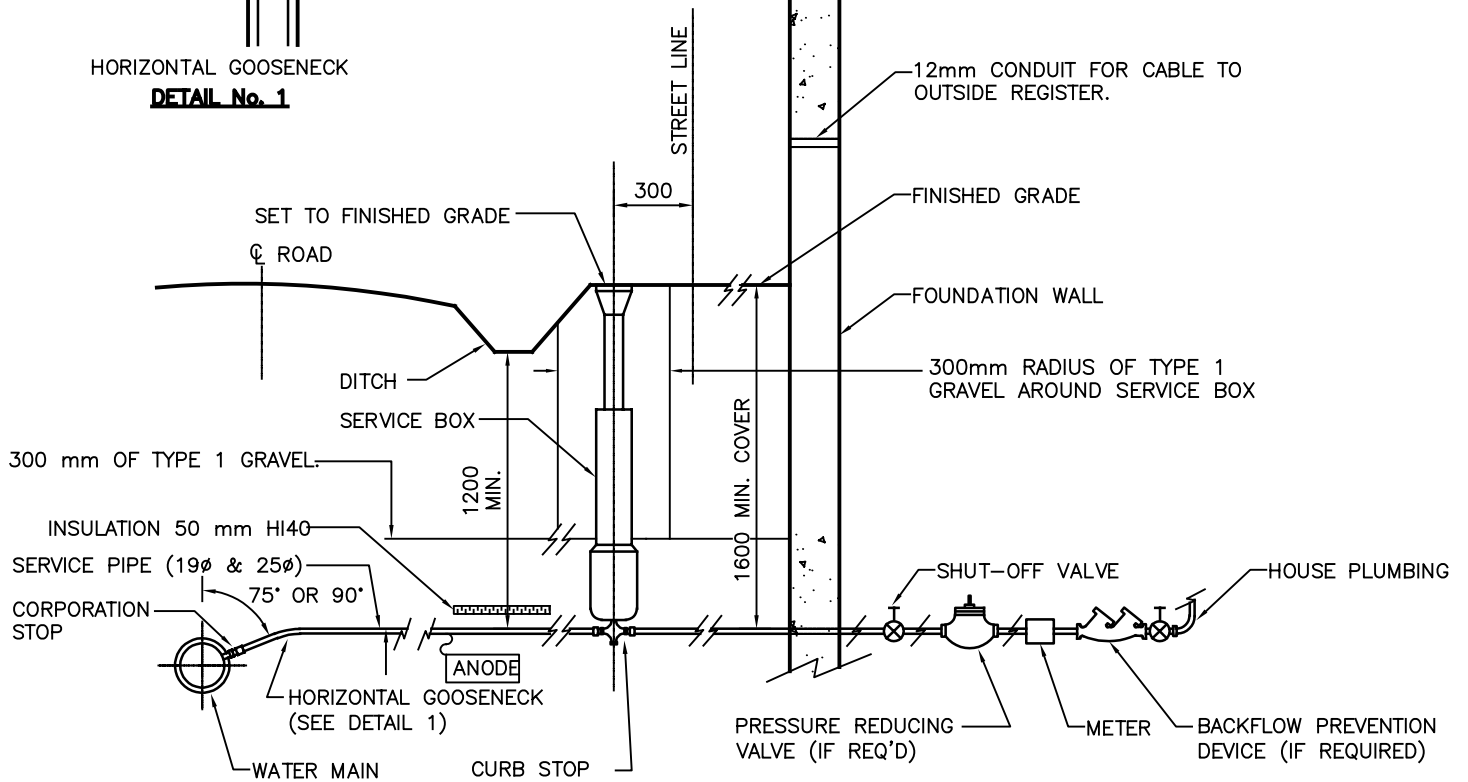 HORIZONTAL GOOSENECK
DETAIL No. 1
STREET LINE
12mm CONDUIT FOR CABLE TO
OUTSIDE REGISTER.
300
SET TO FINISHED GRADE
FINISHED GRADE
℄ ROAD
FOUNDATION WALL
DITCH
300mm RADIUS OF TYPE 1
GRAVEL AROUND SERVICE BOX
SERVICE BOX
300 mm OF TYPE 1 GRAVEL.
1200
MIN.
1600 MIN. COVER
INSULATION 50 mm HI40
SERVICE PIPE (19ø & 25ø)
75° OR 90°
CORPORATION
STOP
SHUT-OFF VALVE
HOUSE PLUMBING
ANODE
HORIZONTAL GOOSENECK
(SEE DETAIL 1)
PRESSURE REDUCING
VALVE (IF REQ'D)
METER
BACKFLOW PREVENTION
DEVICE (IF REQUIRED)
WATER MAIN
CURB STOP